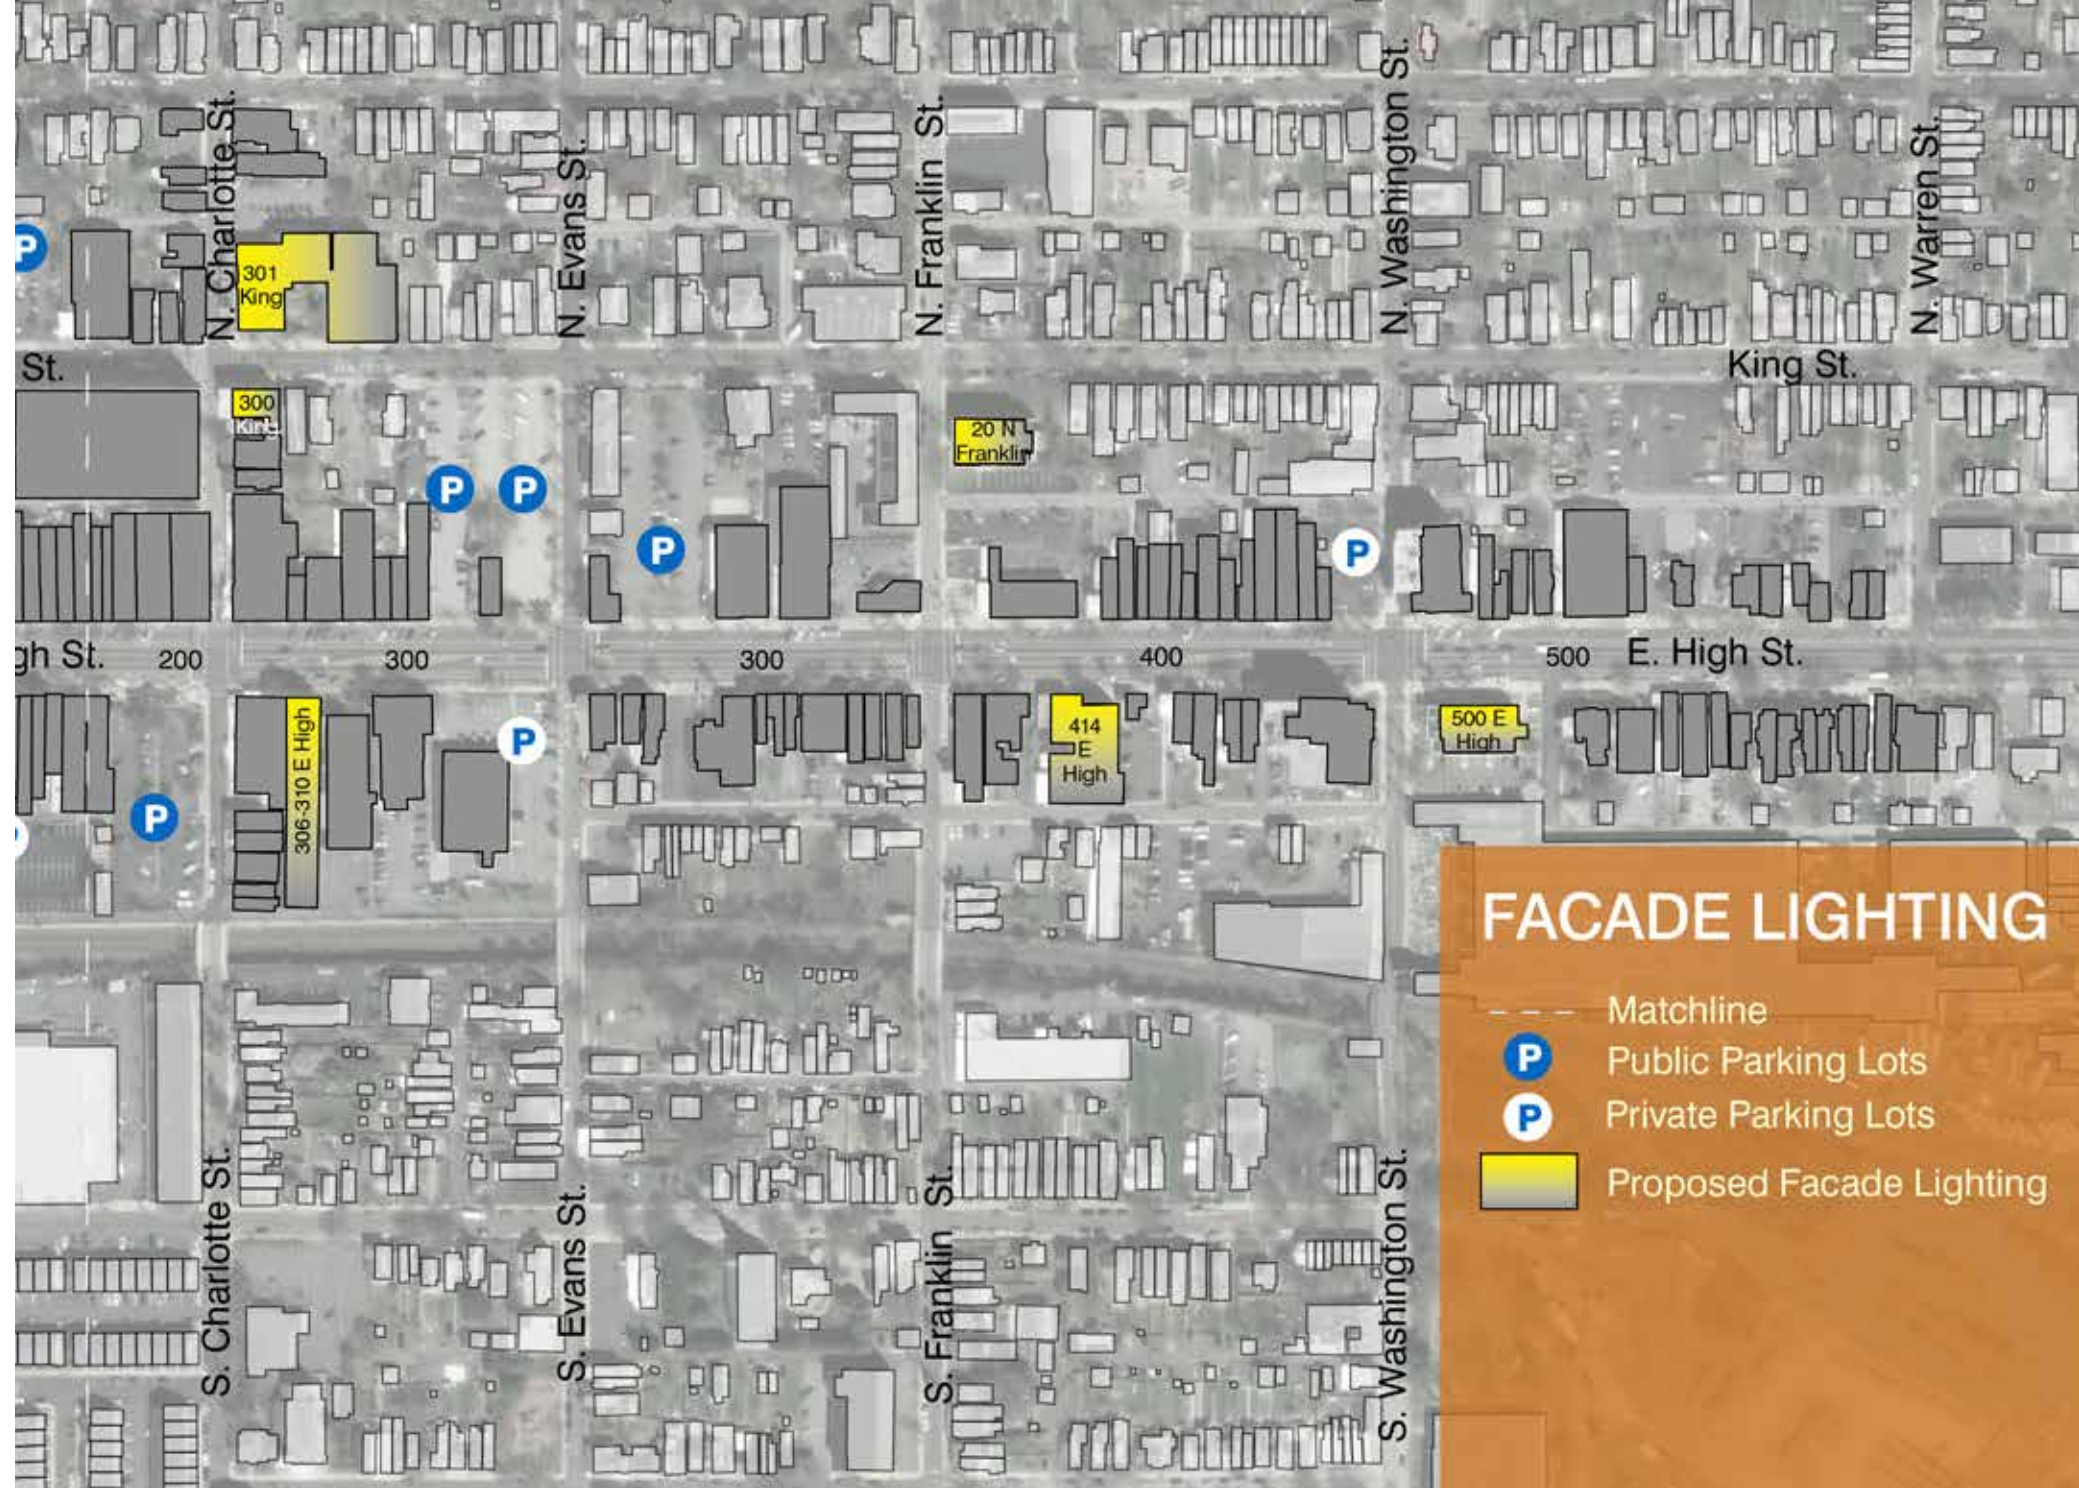 N. Charlotte St.
N. Evans St.
N. Franklin St.
N. Washington St.
N. Warren St.
P
301
King
St.
King St.
300
King
20 N
Franklin
P
P
P
P
gh St.
200
300
300
400
500
E. High St.
306-310 E High
P
414
E
High
500 E
High
P
FACADE LIGHTING
Matchline
P
Public Parking Lots
P
Private Parking Lots
Proposed Facade Lighting
S. Charlotte St.
S. Evans St.
S. Franklin St.
S. Washington St.